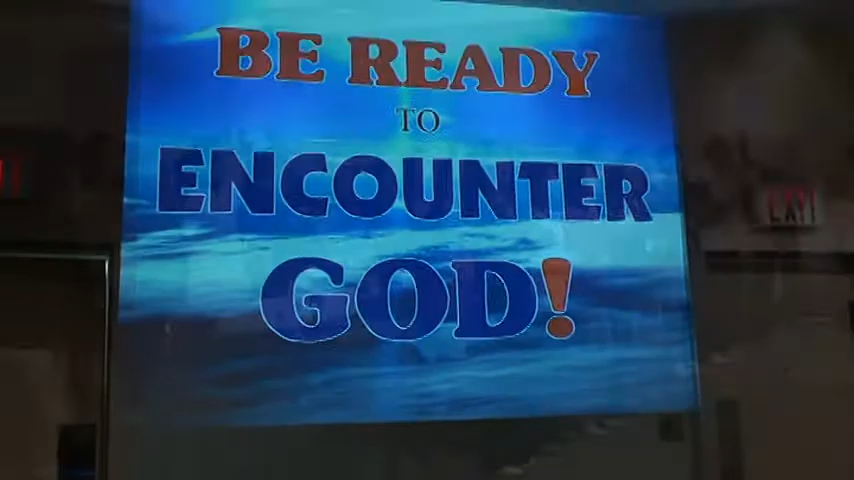 BE READY
TO
ENCOUNTER
GOD!
EXIT